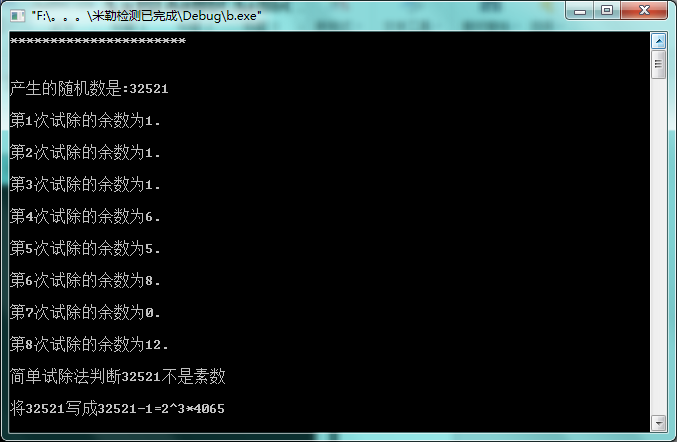 "F:\。。。\米勒检测已完成\Debug\b.exe"
***********************
产生的随机数是:32521
第1次试除的余数为1.
第2次试除的余数为1.
第3次试除的余数为1.
第4次试除的余数为6.
第5次试除的余数为5.
第6次试除的余数为8.
第7次试除的余数为0.
第8次试除的余数为12.
简单试除法判断32521不是素数
将32521写成32521-1=2^3*4065